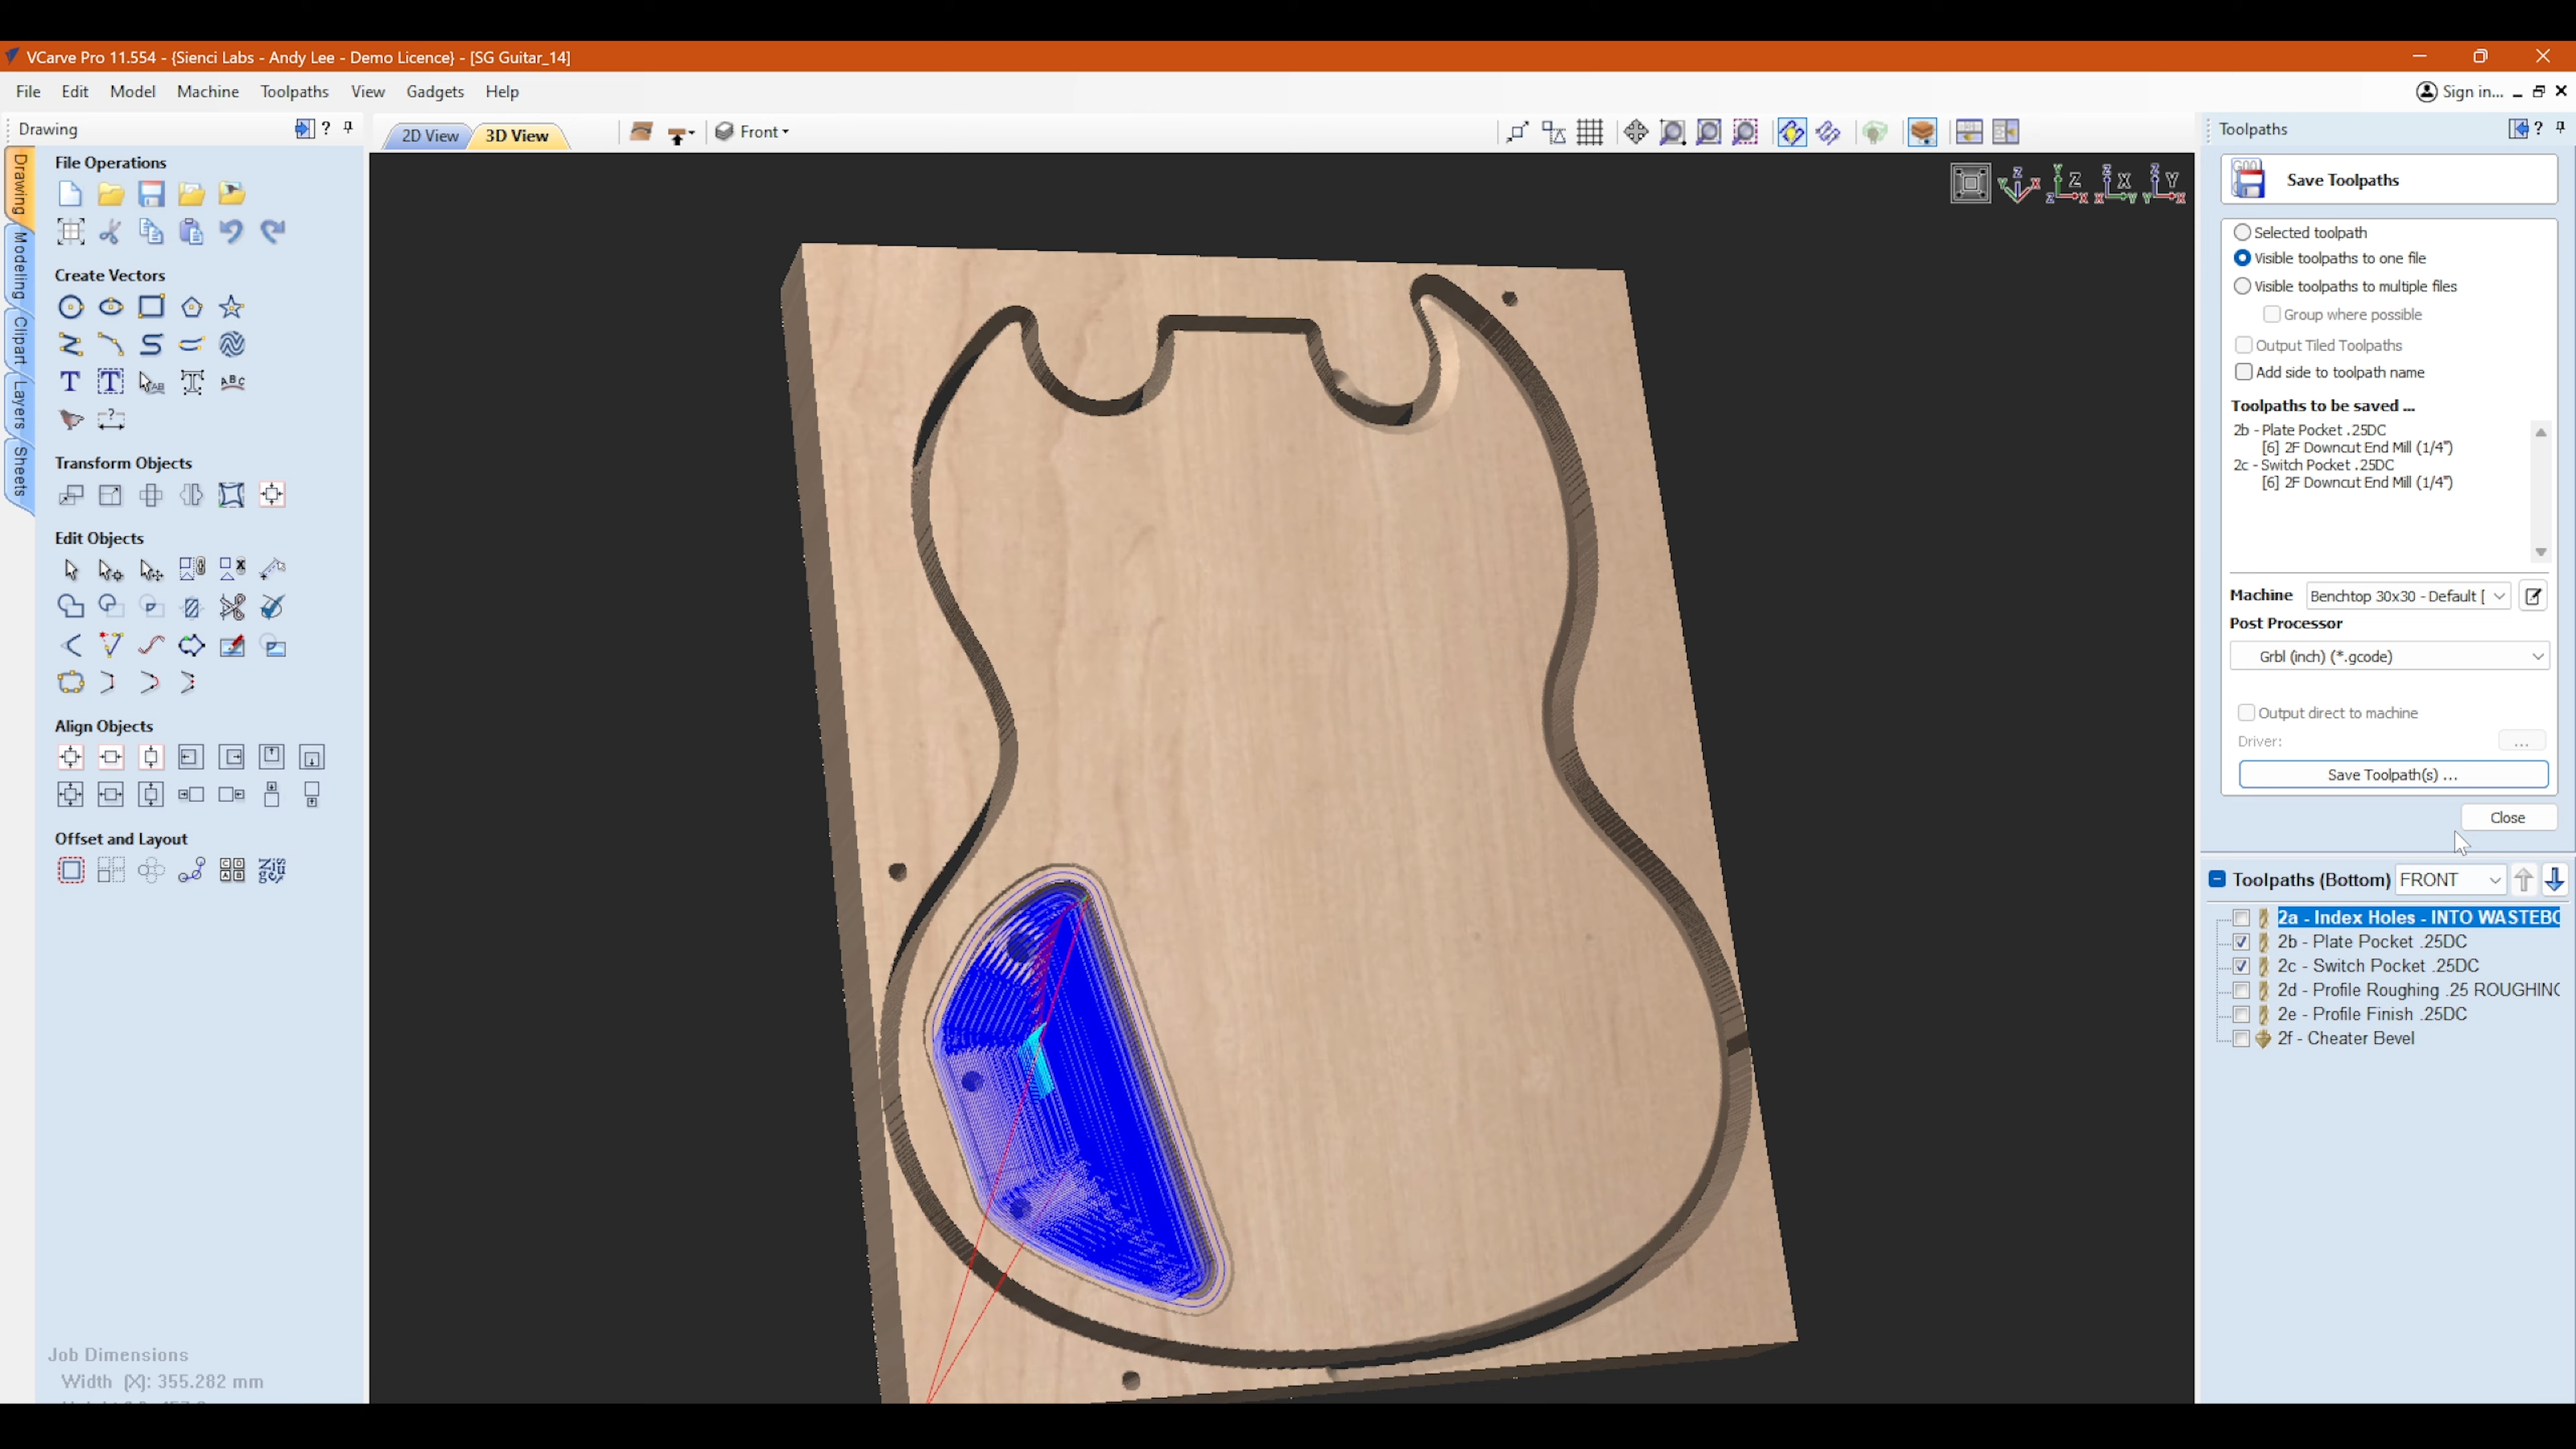 VCarve Pro 11.554 - {Sienci Labs - Andy Lee - Demo Licence} - [SG Guitar_14]
File Edit Model Machine Toolpaths View Gadgets Help
Sign in...
Drawing
2D View
3D View
Front
Toolpaths
Drawing
Modeling
Clipart
Layers
Sheets
File Operations
Create Vectors
Transform Objects
Edit Objects
Align Objects
Offset and Layout
Job Dimensions
Width (X): 355.282 mm
Save Toolpaths
Selected toolpath
Visible toolpaths to one file
Visible toolpaths to multiple files
Group where possible
Output Tiled Toolpaths
Add side to toolpath name
Toolpaths to be saved ...
2b - Plate Pocket .25DC
[6] 2F Downcut End Mill (1/4")
2c - Switch Pocket .25DC
[6] 2F Downcut End Mill (1/4")
Machine Benchtop 30x30 - Default [
Post Processor
Grbl (inch) (*.gcode)
Output direct to machine
Driver: ...
Save Toolpath(s) ...
Close
Toolpaths (Bottom) FRONT
2a - Index Holes - INTO WASTEBO
2b - Plate Pocket .25DC
2c - Switch Pocket .25DC
2d - Profile Roughing .25 ROUGHING
2e - Profile Finish .25DC
2f - Cheater Bevel